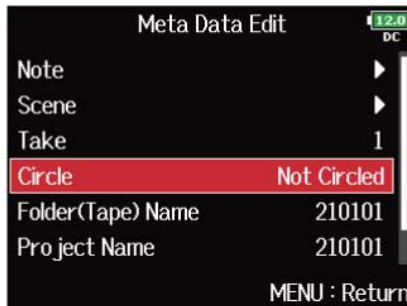 Meta Data Edit
12.0
DC
Note
Scene
Take 1
Circle Not Circled
Folder(Tape) Name 210101
Project Name 210101
MENU : Return